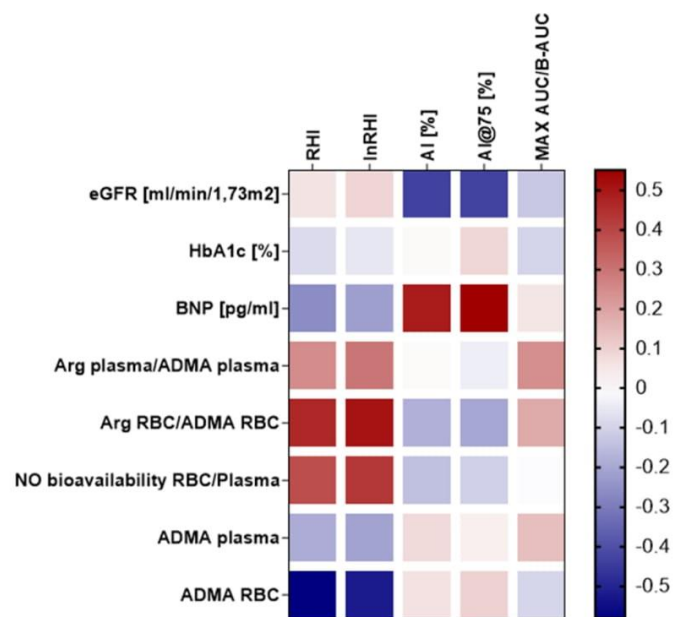 RHI
lnRHI
AI [%]
AI@75 [%]
MAX AUC/B-AUC
eGFR [ml/min/1,73m2]
HbA1c [%]
BNP [pg/ml]
Arg plasma/ADMA plasma
Arg RBC/ADMA RBC
NO bioavailability RBC/Plasma
ADMA plasma
ADMA RBC
0.5
0.4
0.3
0.2
0.1
0
-0.1
-0.2
-0.3
-0.4
-0.5